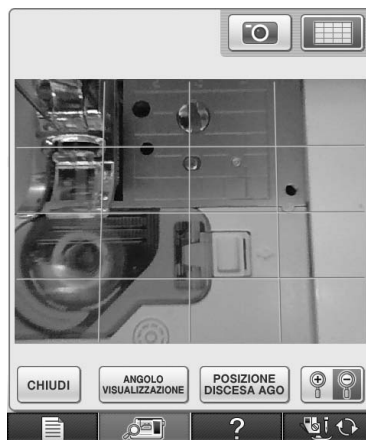 CHIUDI
ANGOLO
VISUALIZZAZIONE
POSIZIONE
DISCESA AGO
?